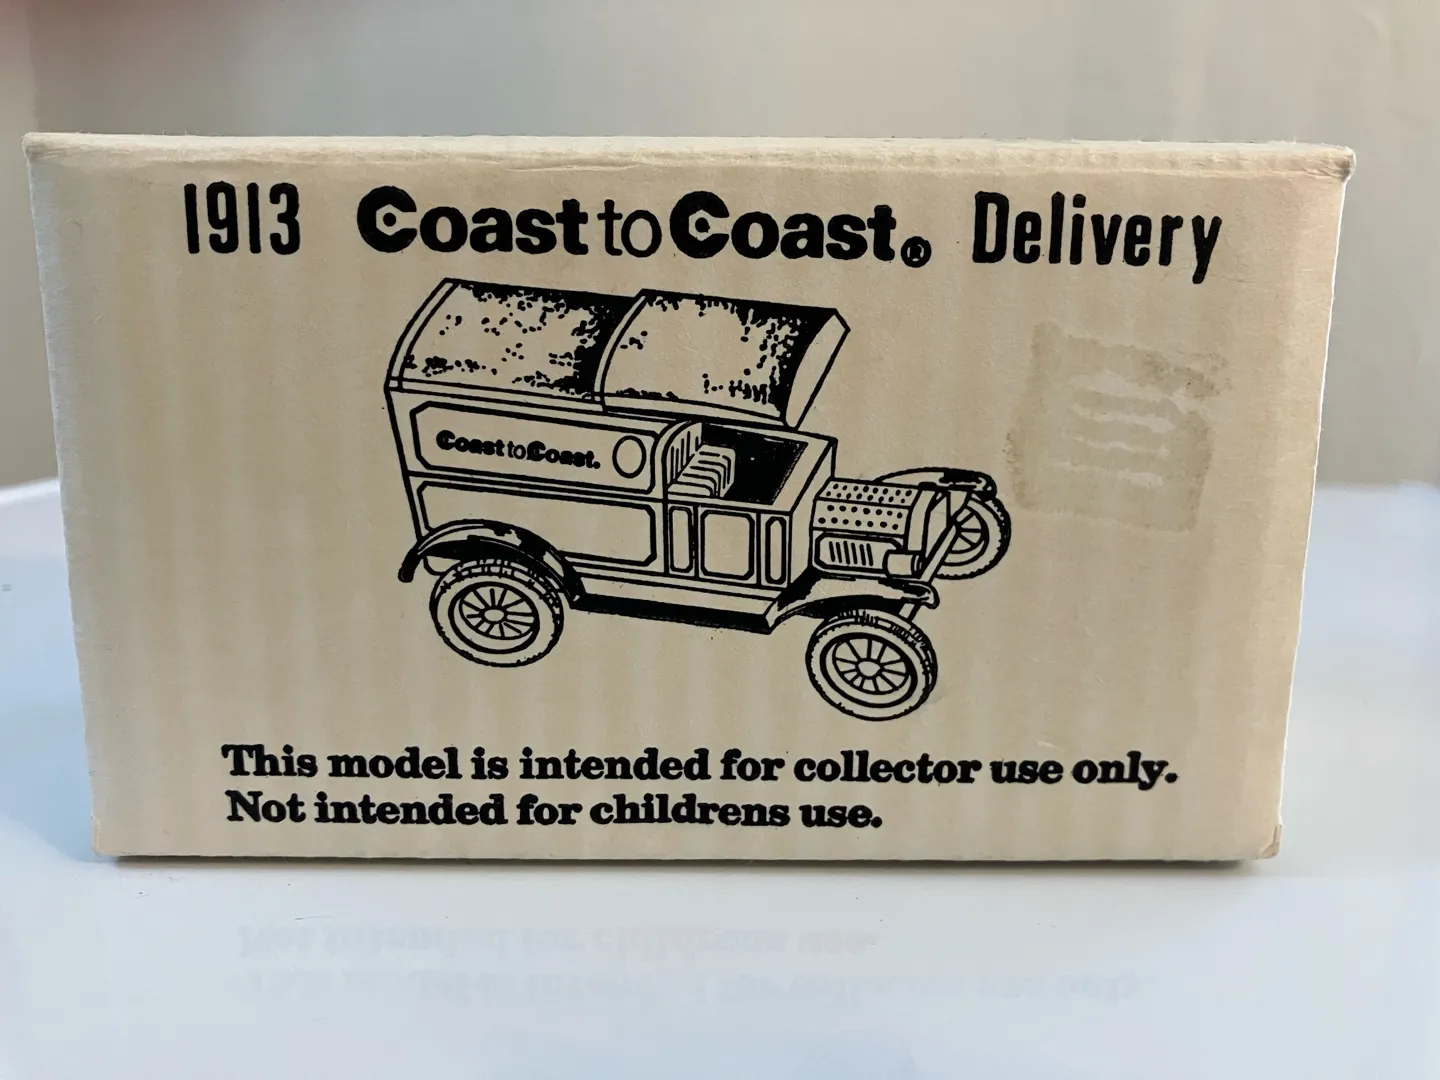 1913 Coast to Coast® Delivery
Coast to Coast.
This model is intended for collector use only.
Not intended for childrens use.